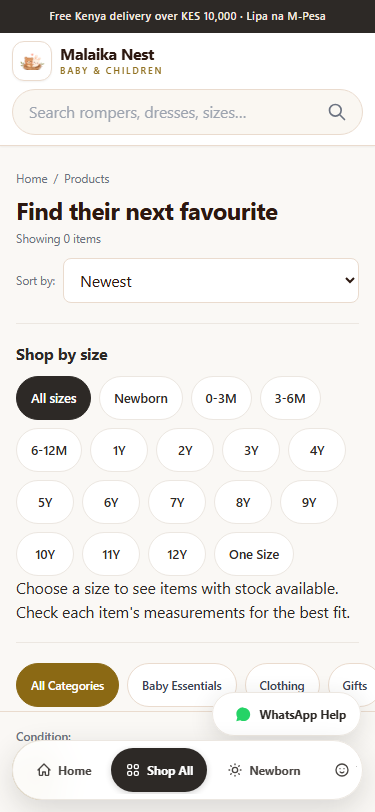 Free Kenya delivery over KES 10,000 · Lipa na M-Pesa
Malaika Nest
BABY & CHILDREN
Search rompers, dresses, sizes...
Home / Products
Find their next favourite
Showing 0 items
Sort by: Newest
Shop by size
All sizes Newborn 0-3M 3-6M
6-12M 1Y 2Y 3Y 4Y
5Y 6Y 7Y 8Y 9Y
10Y 11Y 12Y One Size
Choose a size to see items with stock available.
Check each item's measurements for the best fit.
All Categories Baby Essentials Clothing Gifts
WhatsApp Help
Condition:
Home Shop All Newborn